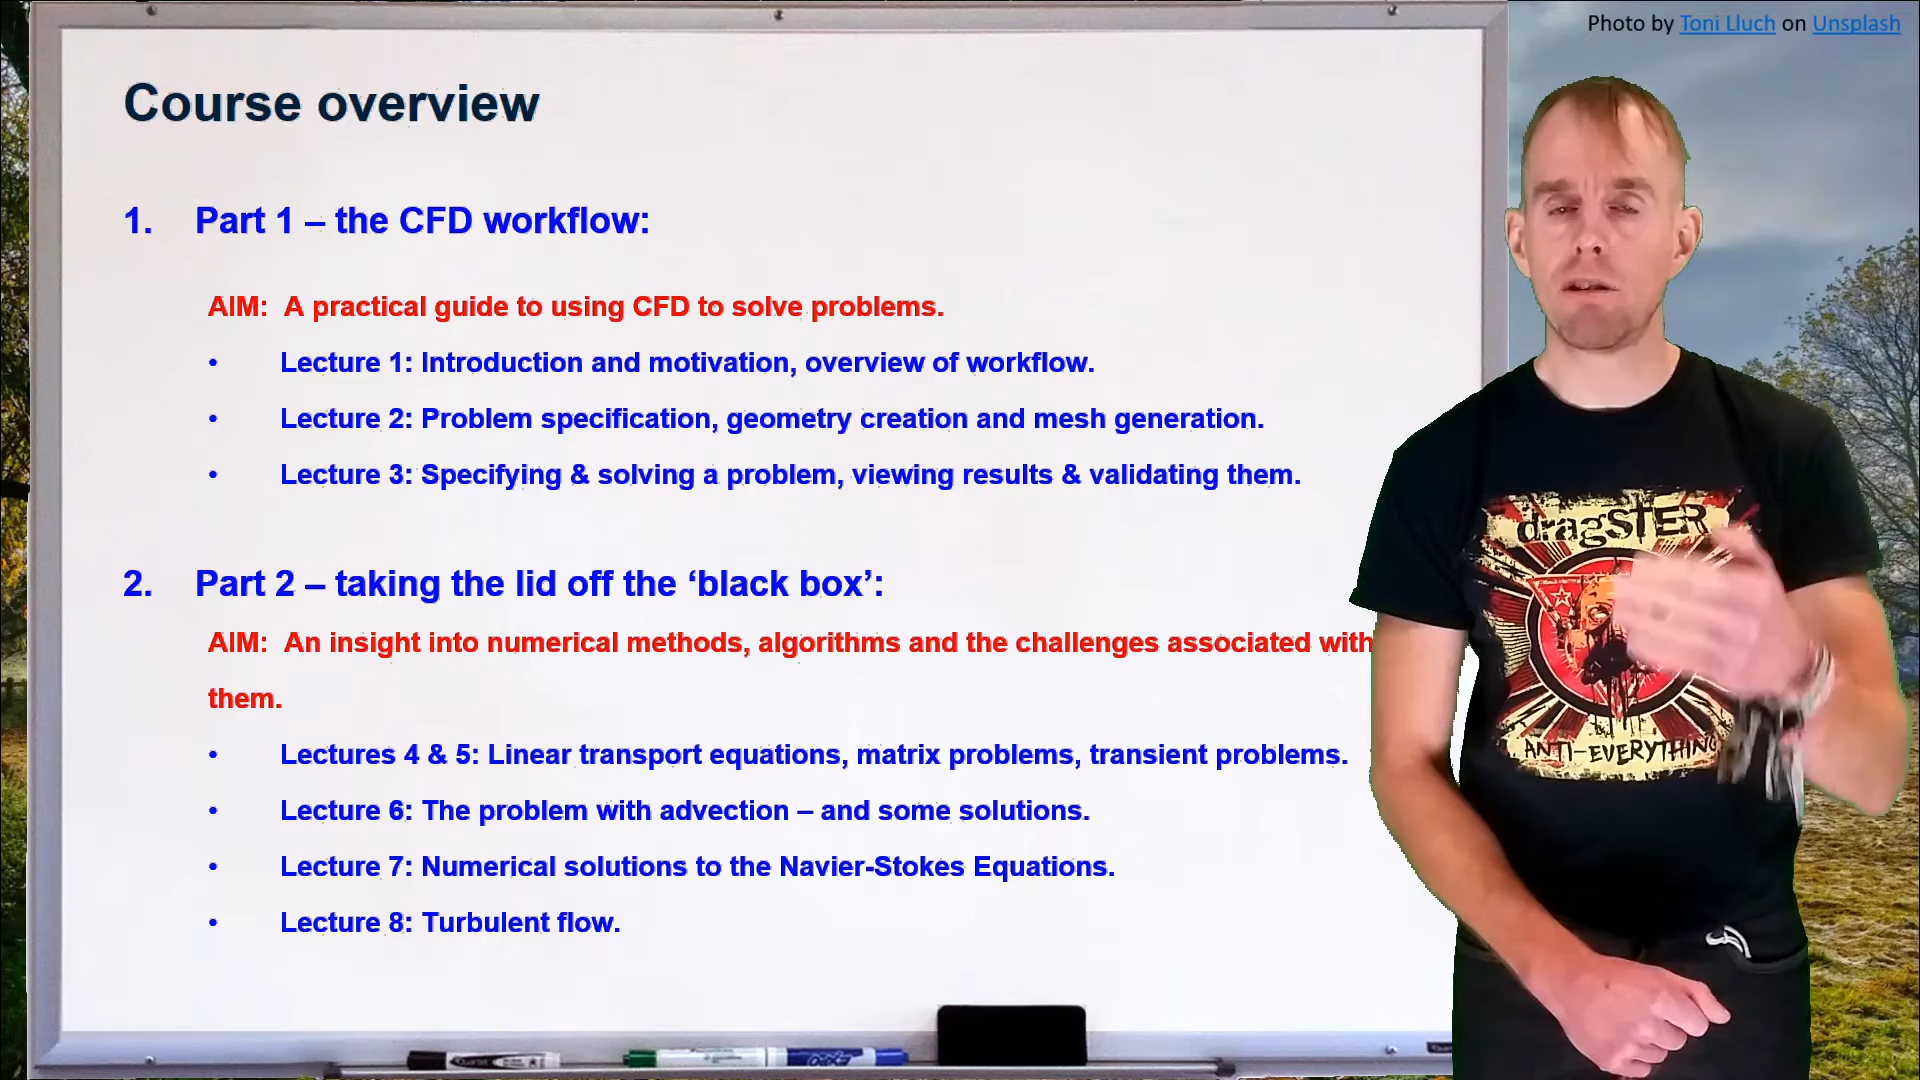 Photo by Toni Lluch on Unsplash
Course overview
1. Part 1 – the CFD workflow:
AIM: A practical guide to using CFD to solve problems.
• Lecture 1: Introduction and motivation, overview of workflow.
• Lecture 2: Problem specification, geometry creation and mesh generation.
• Lecture 3: Specifying & solving a problem, viewing results & validating them.
2. Part 2 – taking the lid off the ‘black box’:
AIM: An insight into numerical methods, algorithms and the challenges associated with
them.
• Lectures 4 & 5: Linear transport equations, matrix problems, transient problems.
• Lecture 6: The problem with advection – and some solutions.
• Lecture 7: Numerical solutions to the Navier-Stokes Equations.
• Lecture 8: Turbulent flow.
dragSTER
ANTI-EVERYTHING